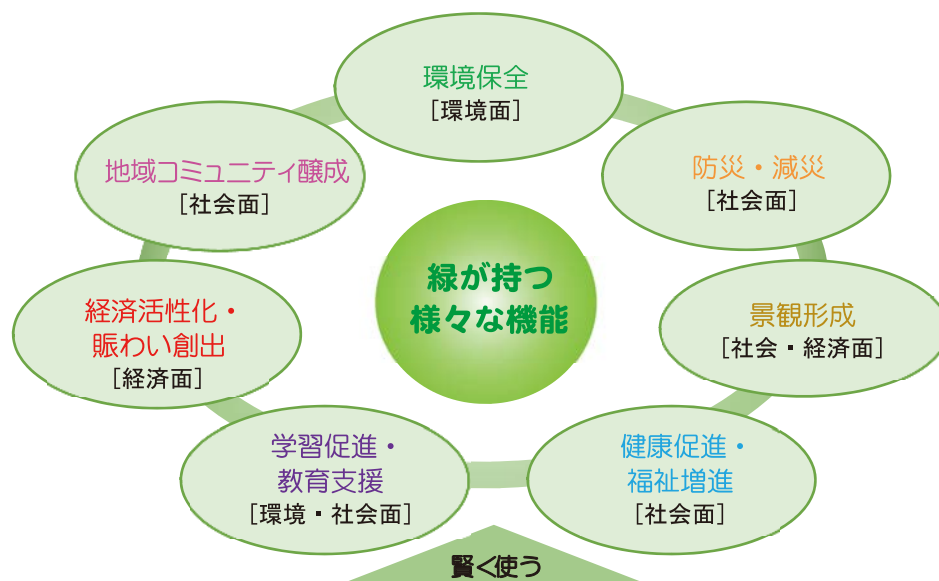 環境保全
[環境面]
地域コミュニティ醸成
[社会面]
防災・減災
[社会面]
緑が持つ
様々な機能
経済活性化・
賑わい創出
[経済面]
景観形成
[社会・経済面]
学習促進・
教育支援
[環境・社会面]
健康促進・
福祉増進
[社会面]
賢く使う